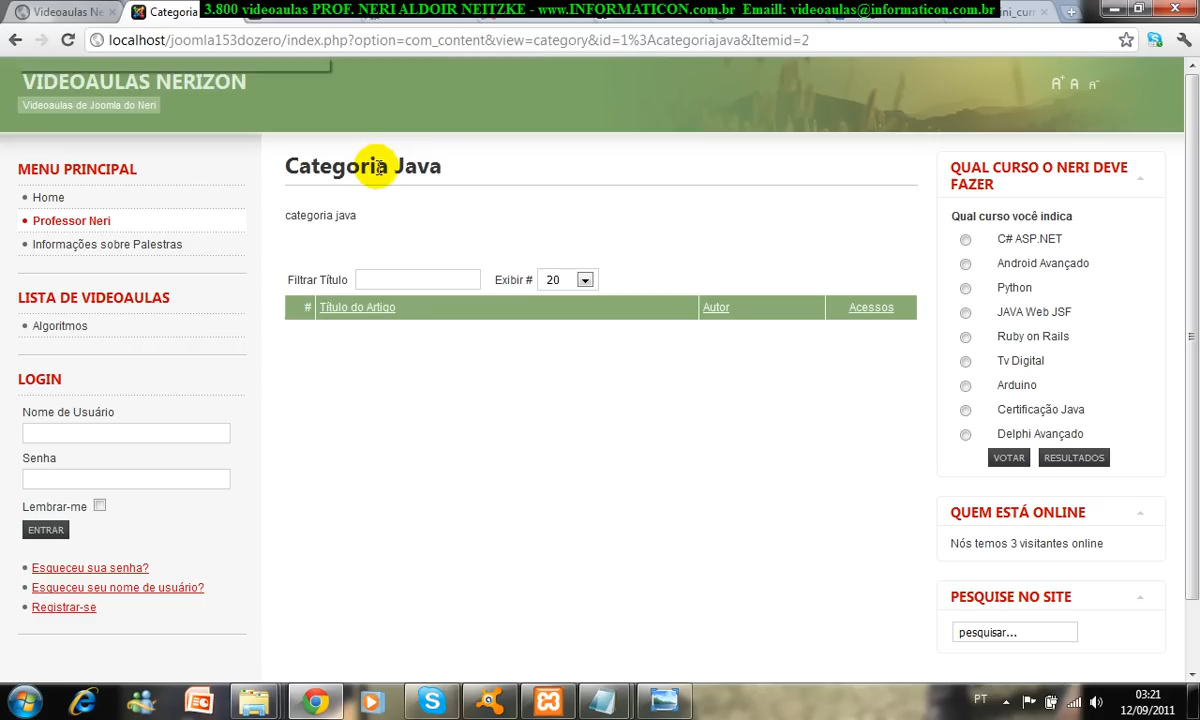 Videoaulas Ne
Categoria
3.800 videoaulas PROF. NERI ALDOIR NEITZKE - www.INFORMATICON.com.br Emaill: videoaulas@informaticon.com.br
localhost/joomla153dozero/index.php?option=com_content&view=category&id=1%3Acategoriajava&Itemid=2
VIDEOAULAS NERIZON
Videoaulas de Joomla do Neri
A+ A A-
MENU PRINCIPAL
Home
Professor Neri
Informações sobre Palestras
LISTA DE VIDEOAULAS
Algoritmos
LOGIN
Nome de Usuário
Senha
Lembrar-me
ENTRAR
Esqueceu sua senha?
Esqueceu seu nome de usuário?
Registrar-se
Categoria Java
categoria java
Filtrar Título
Exibir # 20
# Título do Artigo Autor Acessos
QUAL CURSO O NERI DEVE
FAZER
Qual curso você indica
C# ASP.NET
Android Avançado
Python
JAVA Web JSF
Ruby on Rails
Tv Digital
Arduino
Certificação Java
Delphi Avançado
VOTAR RESULTADOS
QUEM ESTÁ ONLINE
Nós temos 3 visitantes online
PESQUISE NO SITE
pesquisar...
PT
03:21
12/09/2011